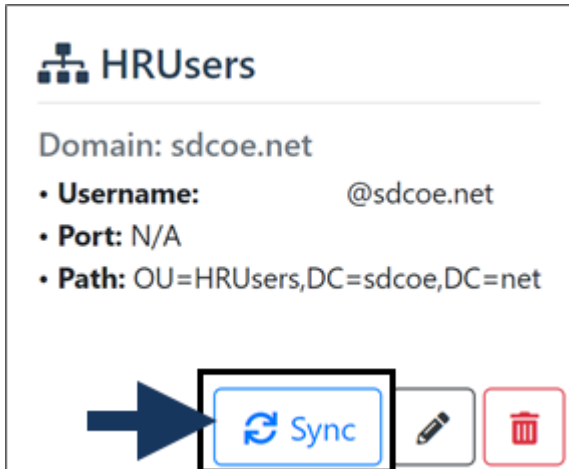 HRUsers
Domain: sdcoe.net
• Username: @sdcoe.net
• Port: N/A
• Path: OU=HRUsers,DC=sdcoe,DC=net
Sync